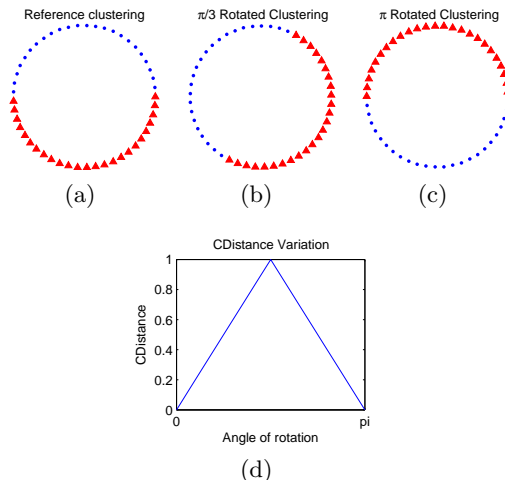 Reference clustering
π/3 Rotated Clustering
π Rotated Clustering
(a)
(b)
(c)
CDistance Variation
1
0.8
0.6
0.4
0.2
0
CDistance
0
pi
Angle of rotation
(d)